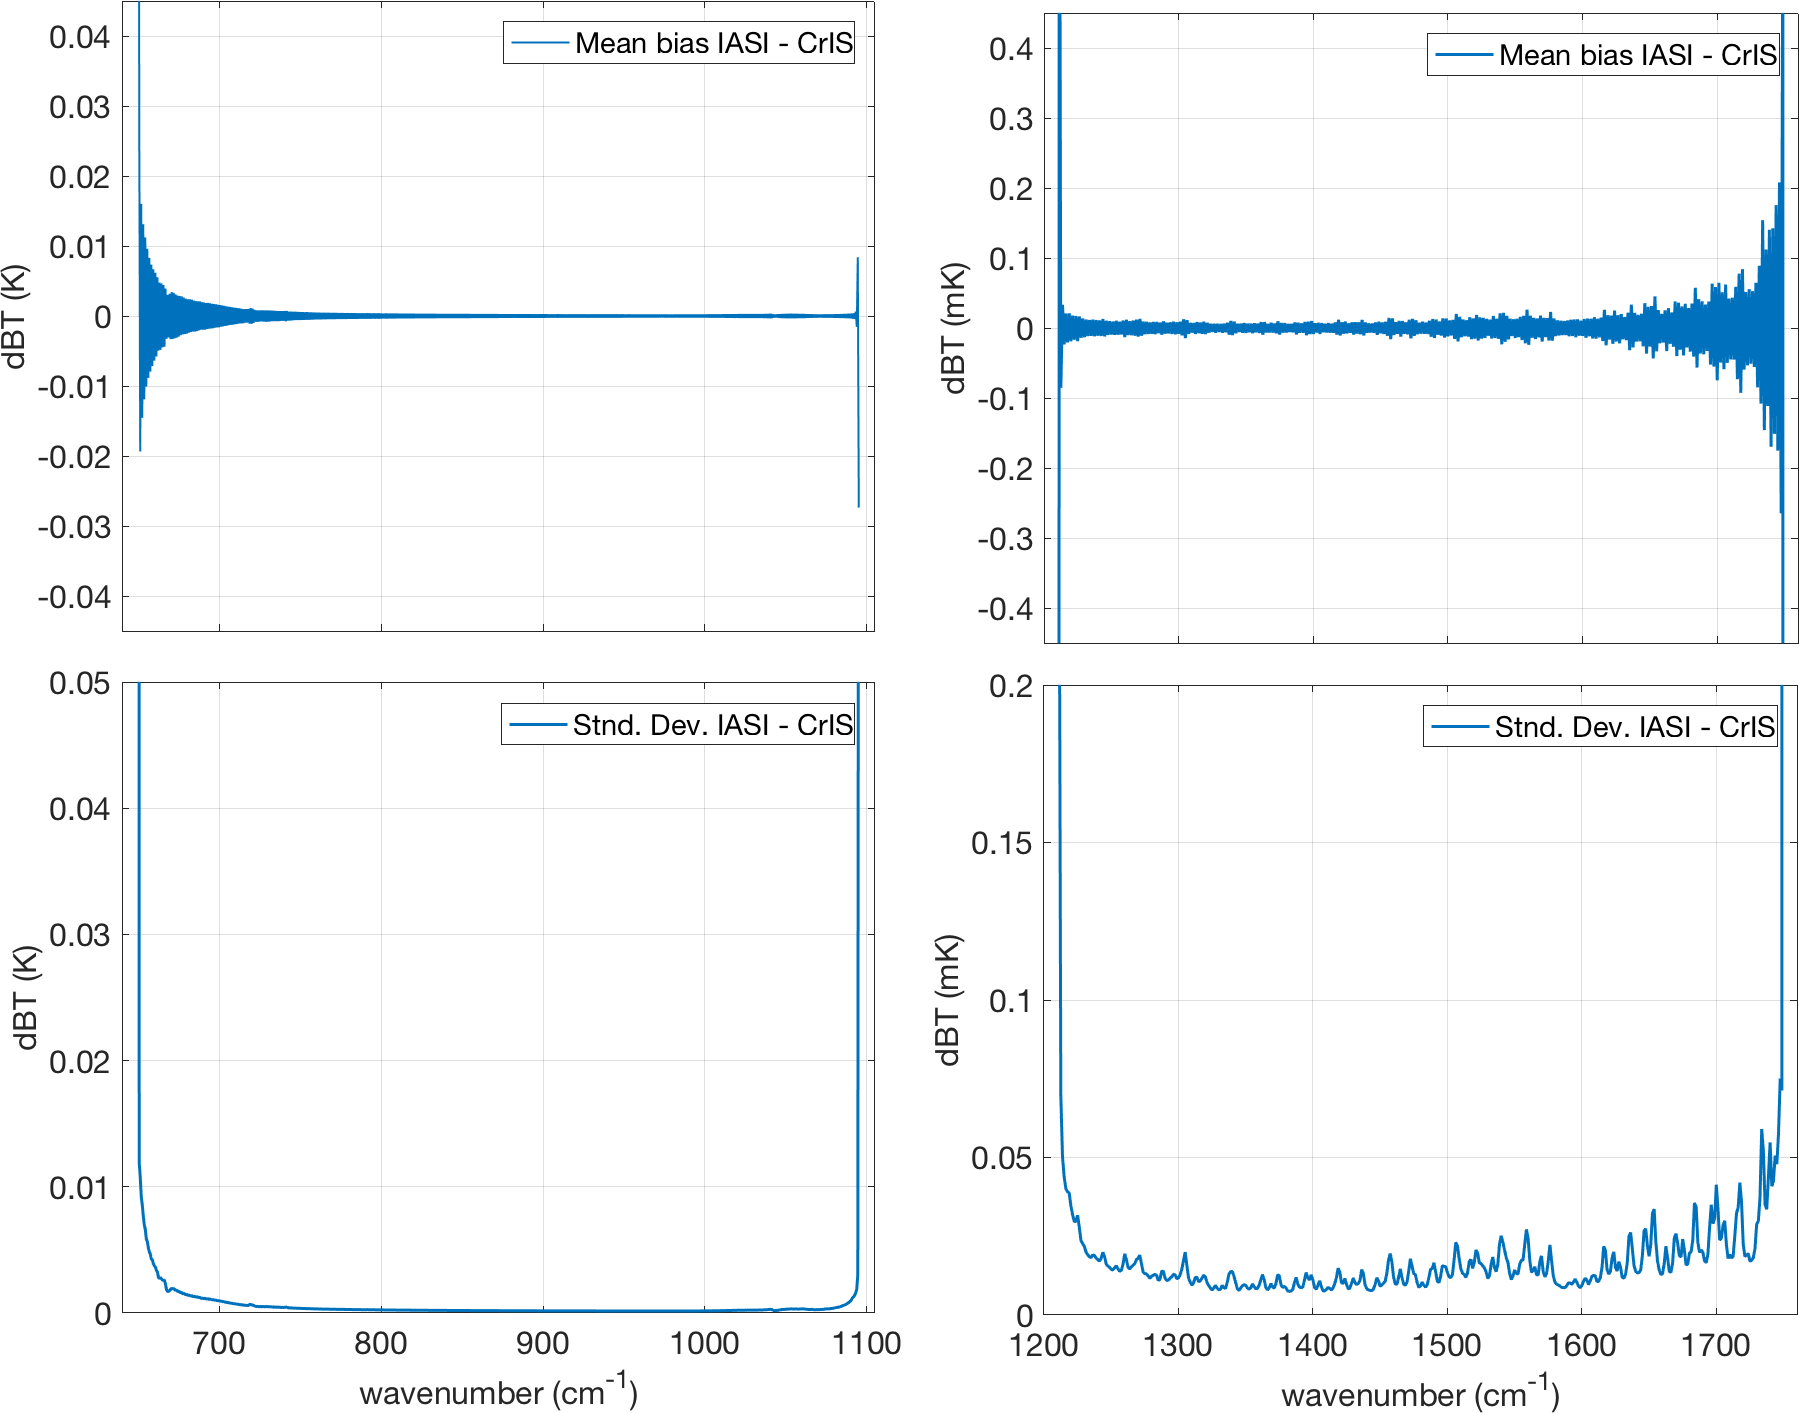 0.04
0.03
0.02
0.01
0
-0.01
-0.02
-0.03
-0.04
dBT (K)
Mean bias IASI - CrIS
0.4
0.3
0.2
0.1
0
-0.1
-0.2
-0.3
-0.4
dBT (mK)
Mean bias IASI - CrIS
0.05
0.04
0.03
0.02
0.01
0
dBT (K)
Stnd. Dev. IASI - CrIS
700 800 900 1000 1100
wavenumber (cm⁻¹)
0.2
0.15
0.1
0.05
0
dBT (mK)
Stnd. Dev. IASI - CrIS
1200 1300 1400 1500 1600 1700
wavenumber (cm⁻¹)